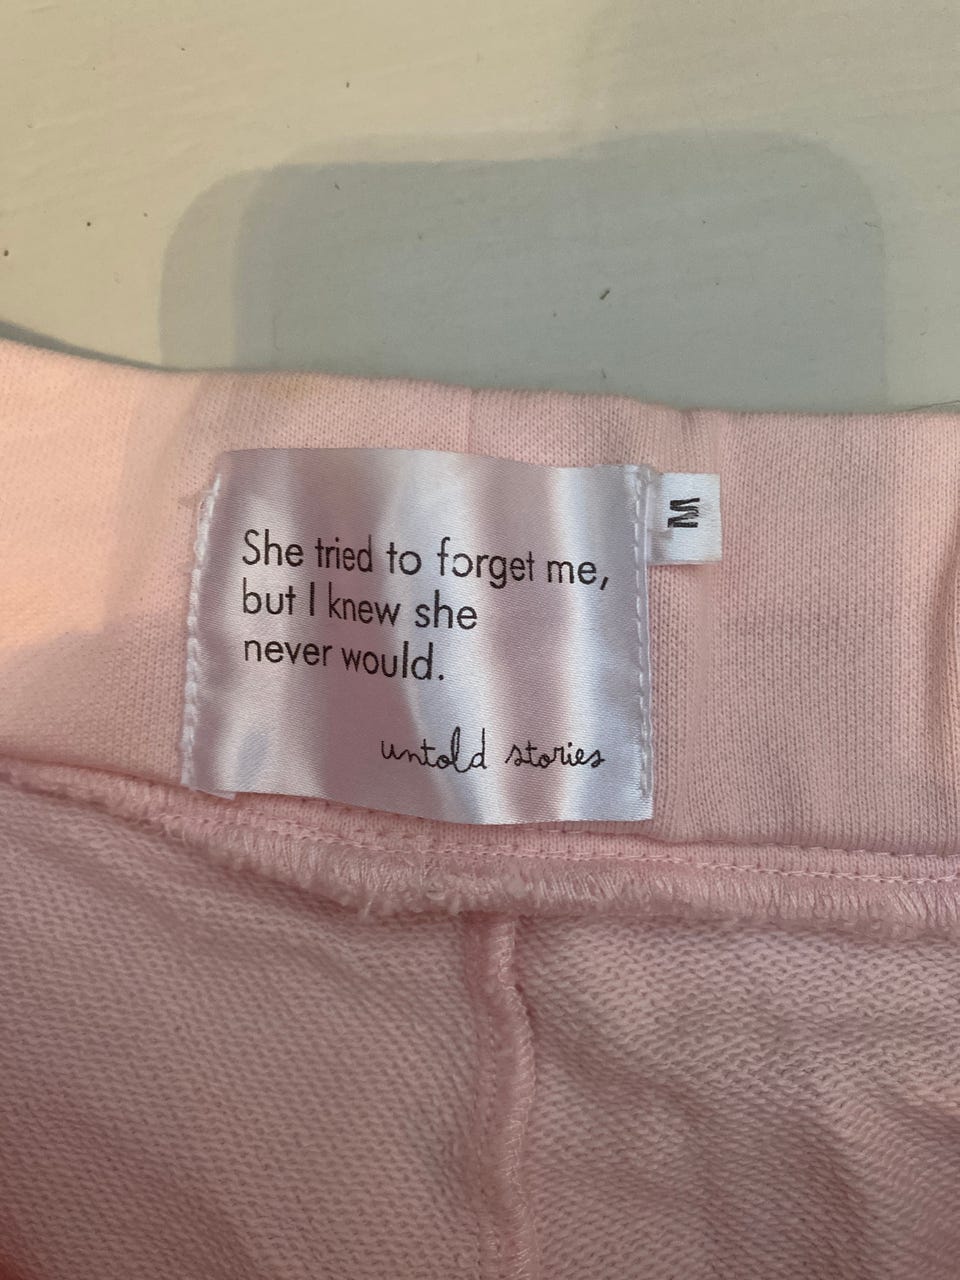 She tried to forget me,
but I knew she
never would.
untold stories
M